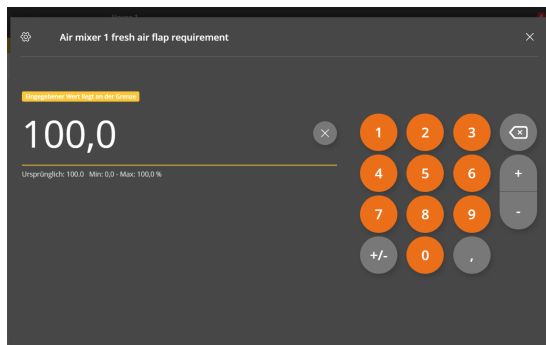 Air mixer 1 fresh air flap requirement
Eingegebener Wert liegt an der Grenze
100,0
Ursprünglich: 100.0 Min: 0,0 - Max: 100,0 %
1 2 3
4 5 6 +
7 8 9 -
+/- 0 ,